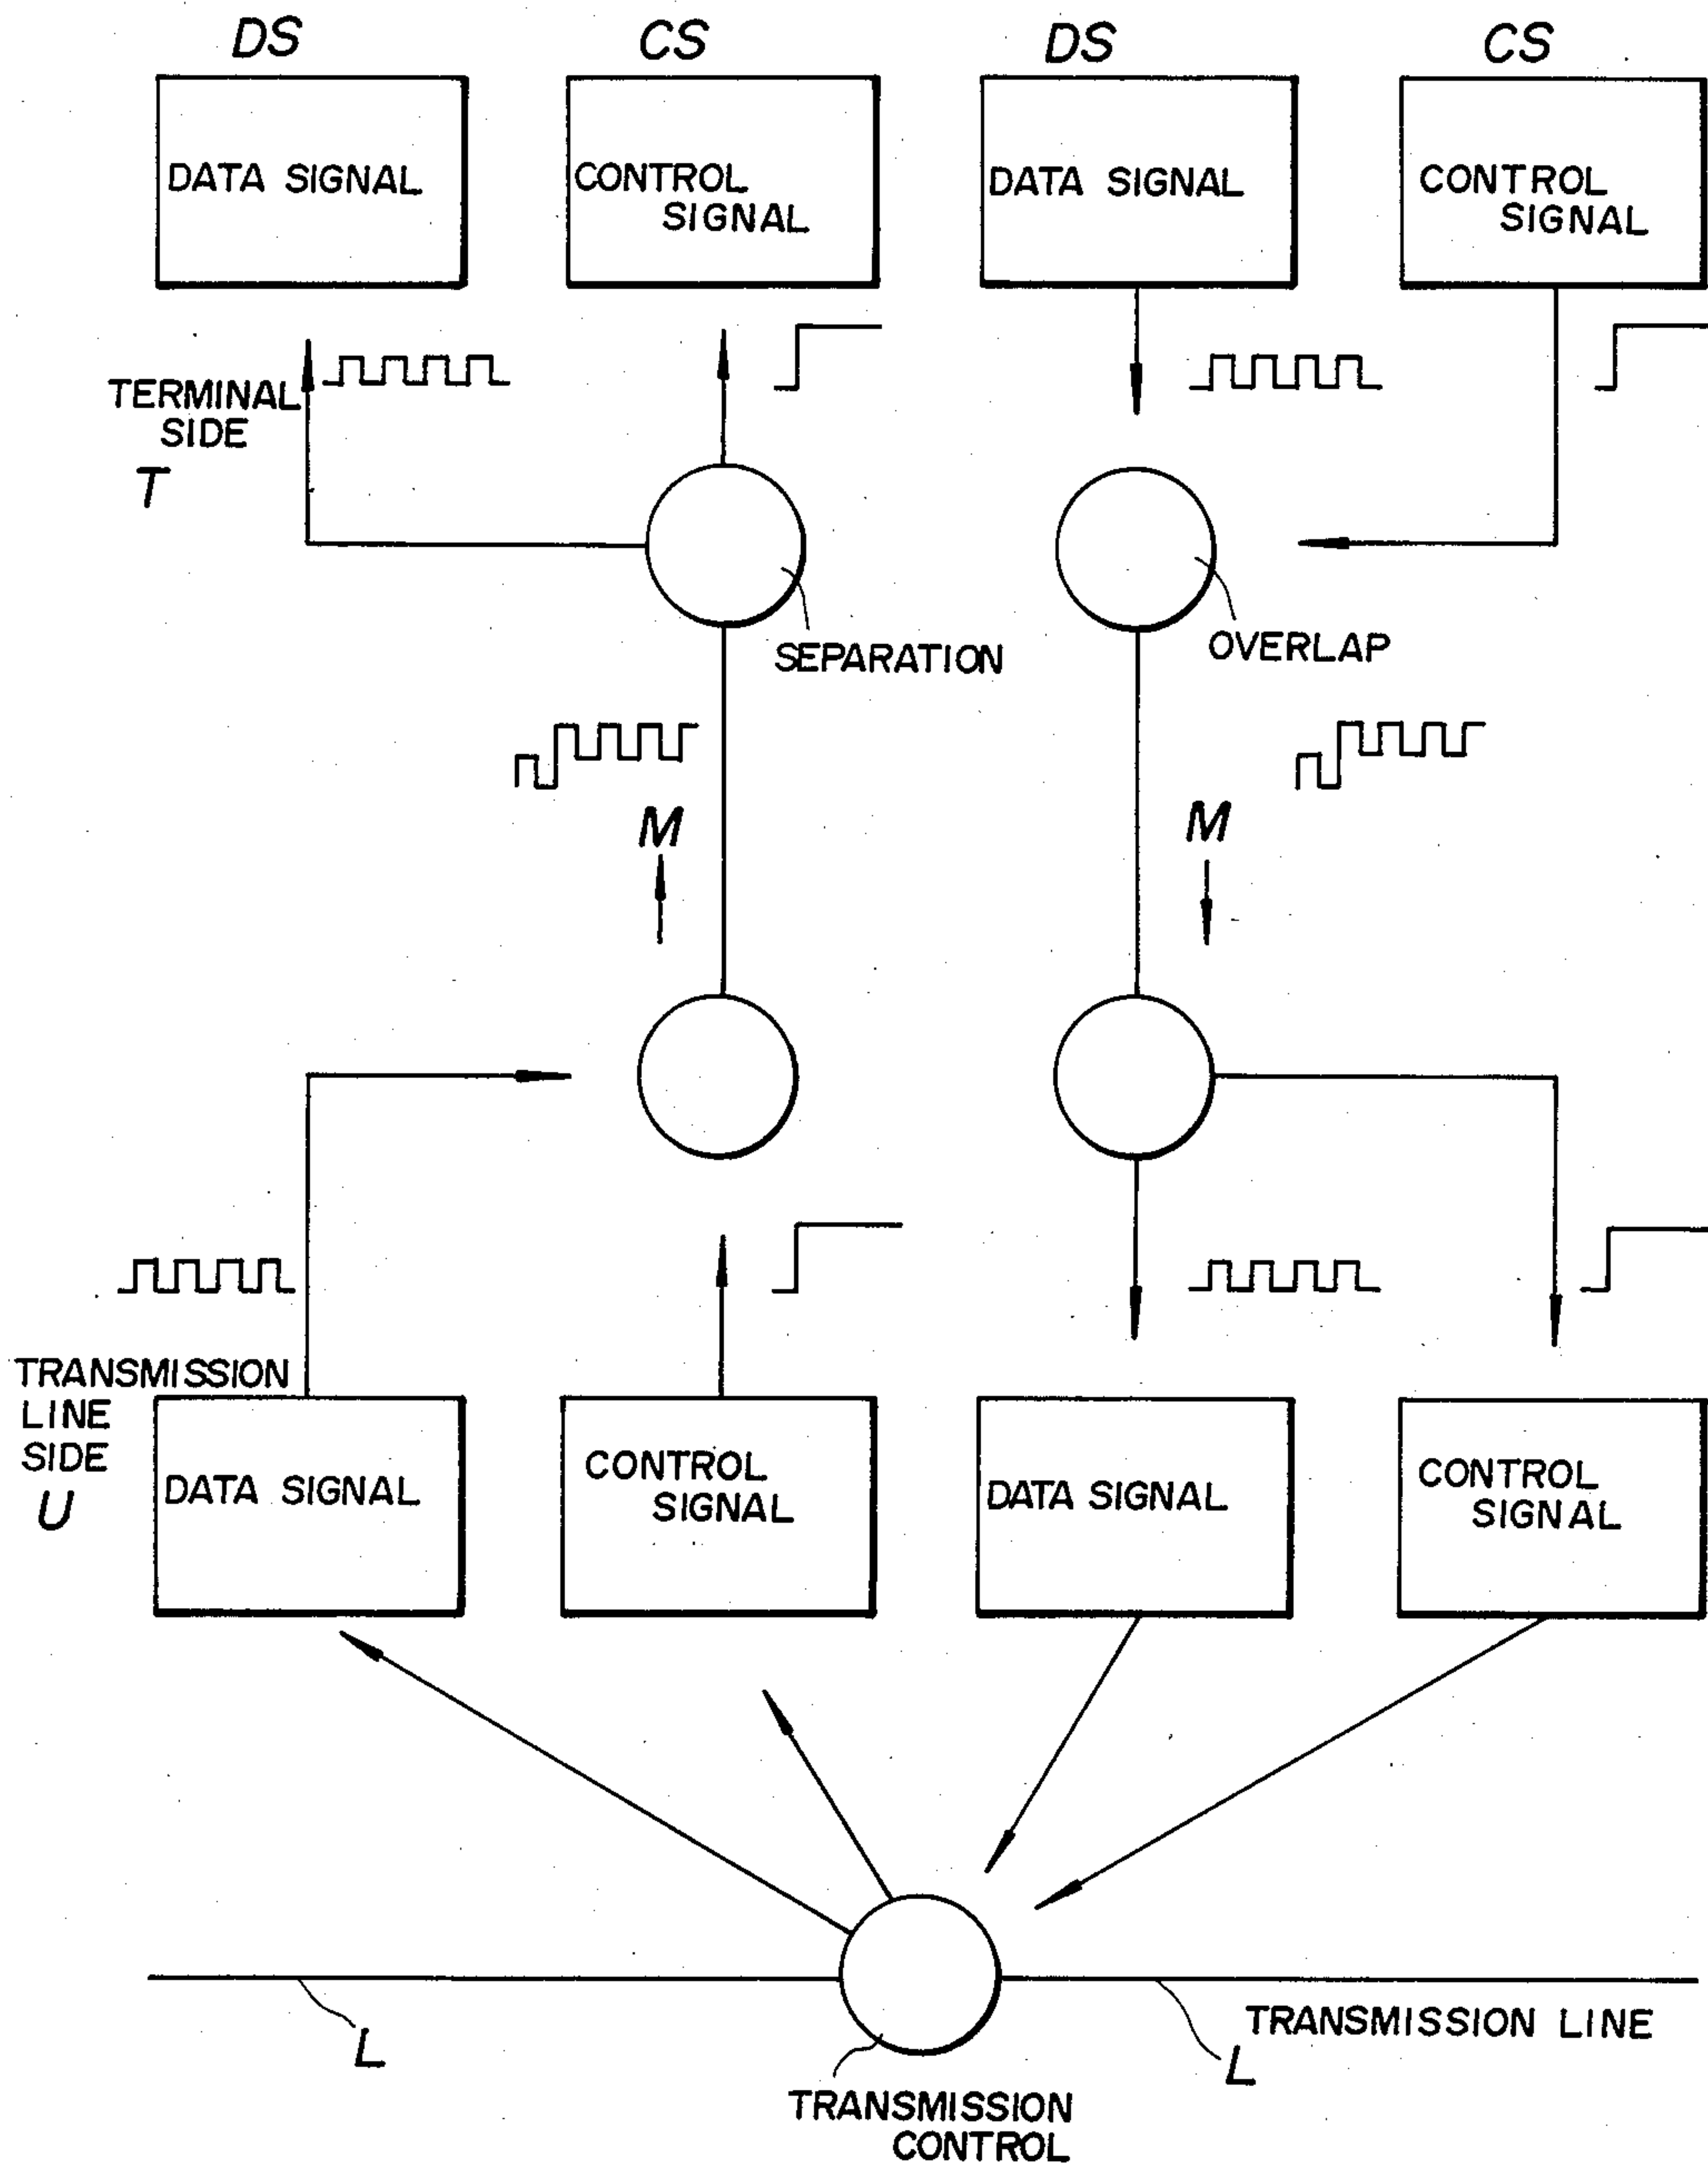 DS
CS
DS
CS
DATA SIGNAL
CONTROL
SIGNAL
DATA SIGNAL
CONTROL
SIGNAL
TERMINAL
SIDE
T
SEPARATION
OVERLAP
M
M
TRANSMISSION
LINE
SIDE
U
DATA SIGNAL
CONTROL
SIGNAL
DATA SIGNAL
CONTROL
SIGNAL
L
TRANSMISSION LINE
L
TRANSMISSION
CONTROL